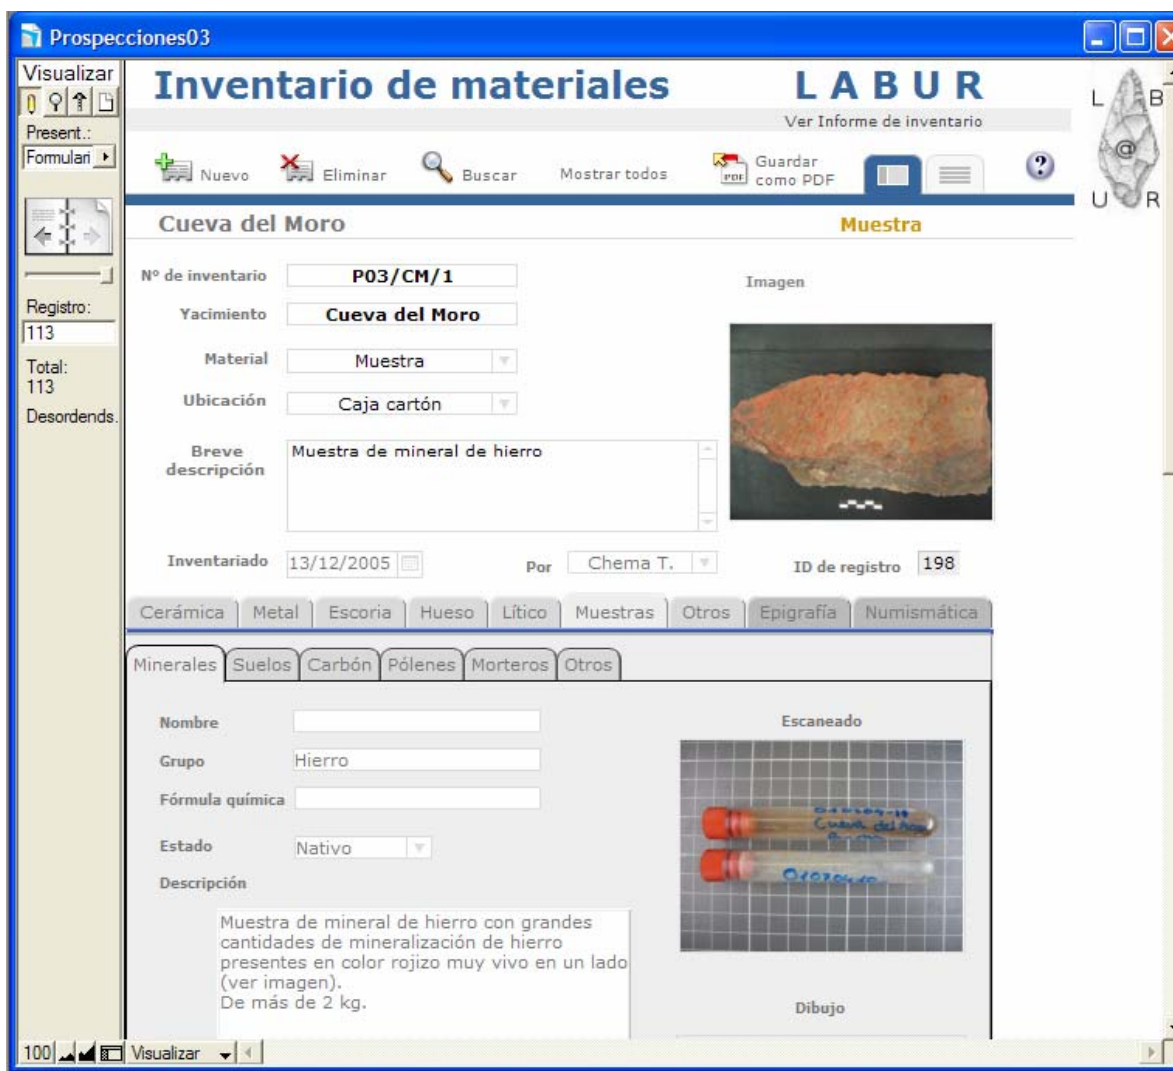 Prospecciones03
Visualizar
Present.:
Formulari
Registro:
113
Total:
113
Desordends.
Inventario de materiales
L A B U R
Ver Informe de inventario
Nuevo
Eliminar
Buscar
Mostrar todos
PDF
Guardar
como PDF
?
L B
@
U R
Cueva del Moro
Muestra
Nº de inventario P03/CM/1
Yacimiento Cueva del Moro
Material Muestra
Ubicación Caja cartón
Breve
descripción
Muestra de mineral de hierro
Imagen
Inventariado 13/12/2005 Por Chema T. ID de registro 198
Cerámica Metal Escoria Hueso Lítico Muestras Otros Epigrafía Numismática
Minerales Suelos Carbón Pólenes Morteros Otros
Nombre
Grupo Hierro
Fórmula química
Estado Nativo
Descripción
Muestra de mineral de hierro con grandes
cantidades de mineralización de hierro
presentes en color rojizo muy vivo en un lado
(ver imagen).
De más de 2 kg.
Escaneado
Cueva del
Dibujo
100 Visualizar